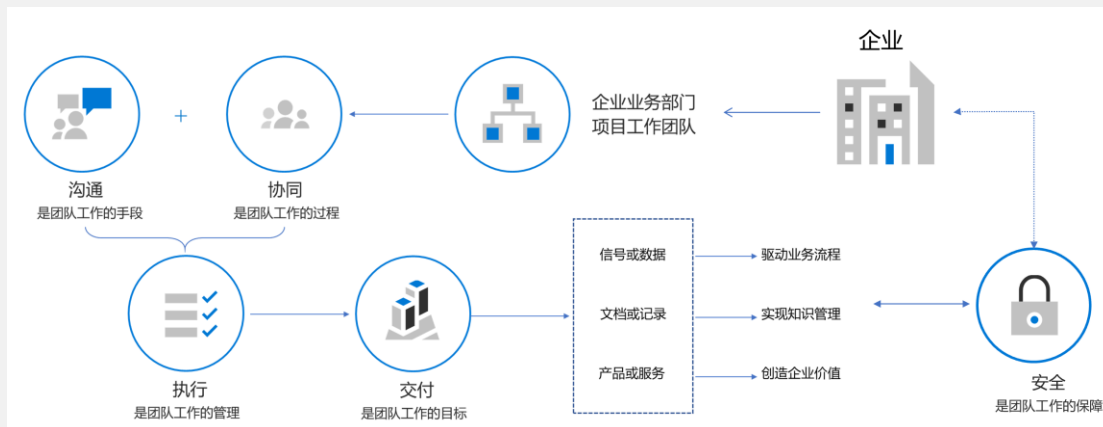 企业
企业业务部门
项目工作团队
+
沟通
是团队工作的手段
协同
是团队工作的过程
信号或数据
驱动业务流程
文档或记录
实现知识管理
产品或服务
创造企业价值
执行
是团队工作的管理
交付
是团队工作的目标
安全
是团队工作的保障